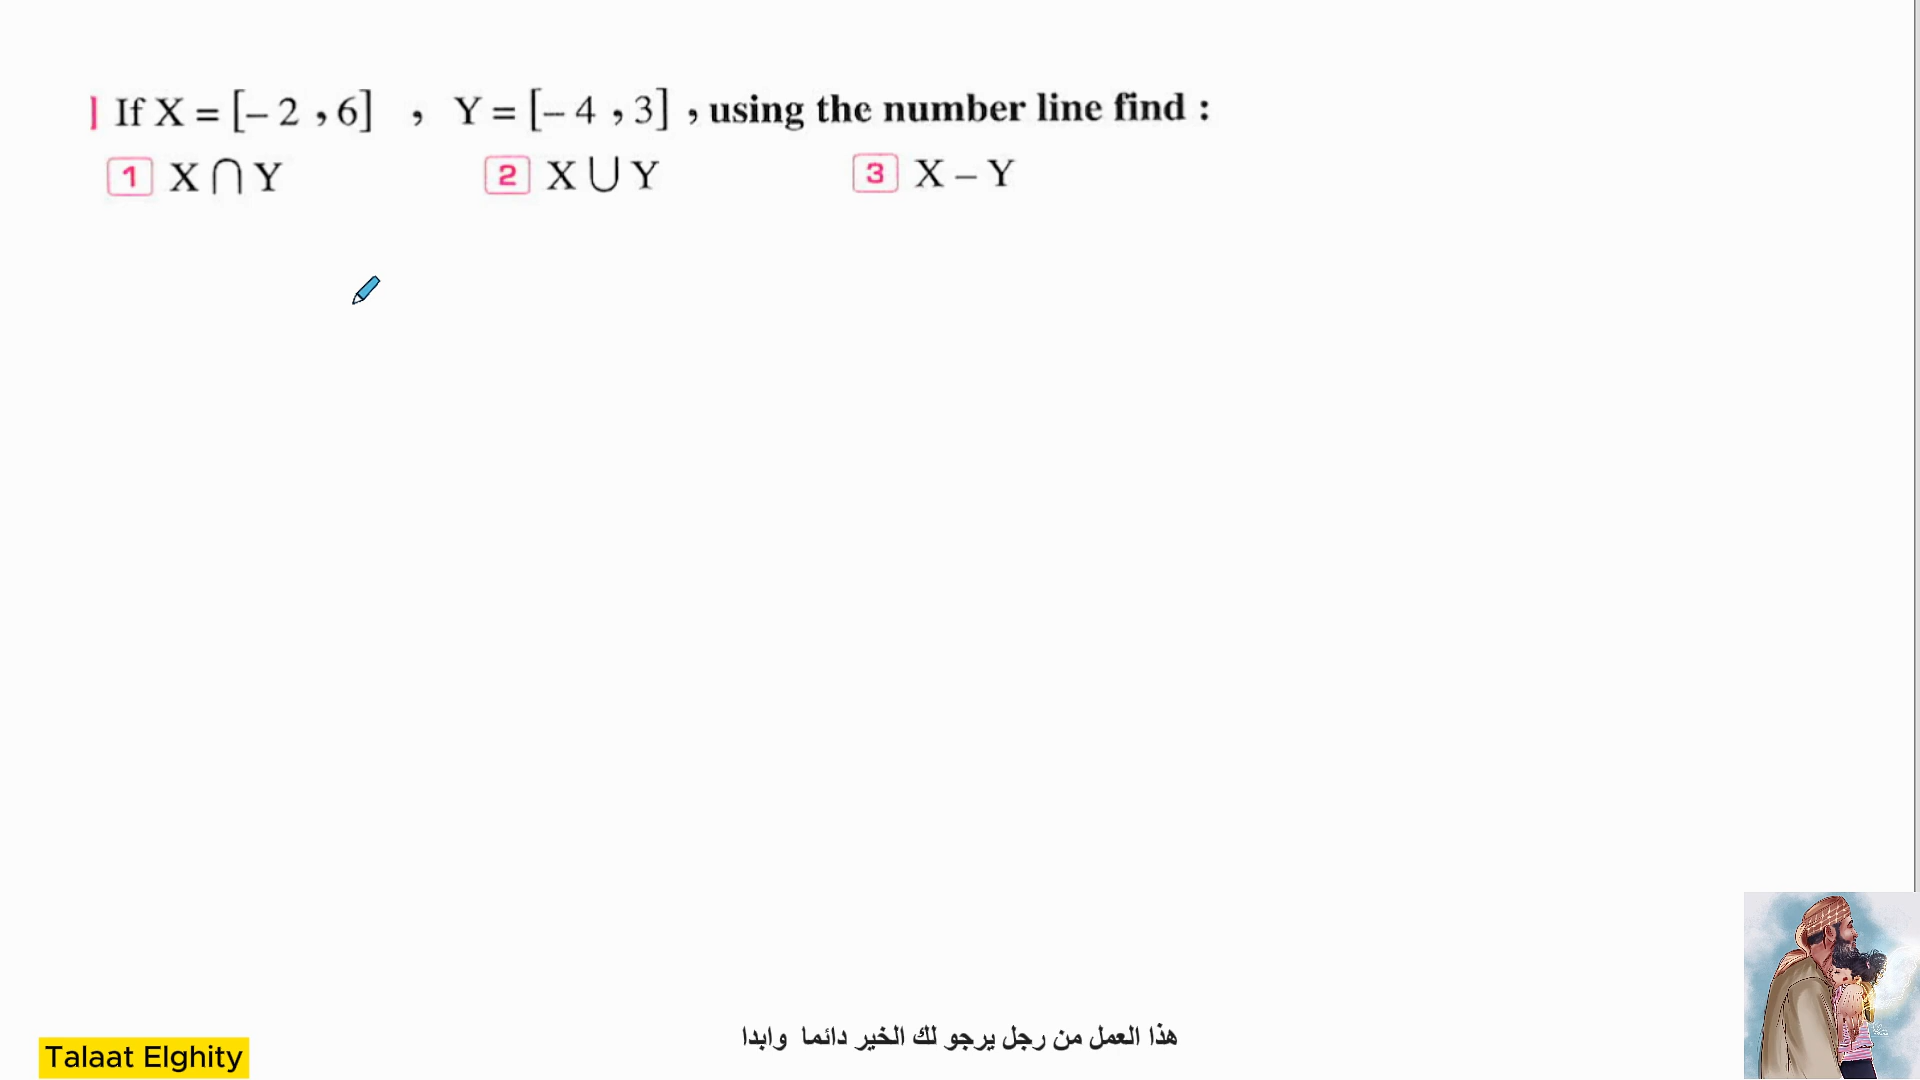 If X = [– 2 , 6] , Y = [– 4 , 3] , using the number line find :
1 X ∩ Y 2 X ∪ Y 3 X – Y
هذا العمل من رجل يرجو لك الخير دائما وابدا
Talaat Elghity